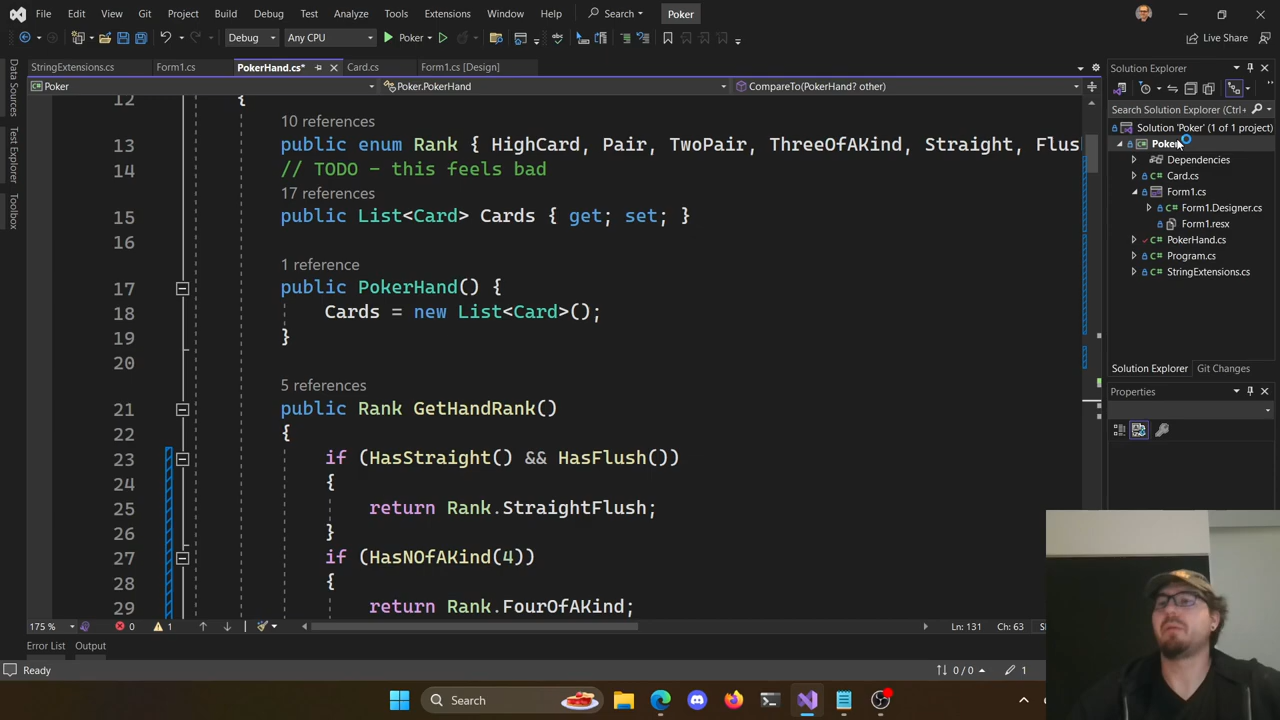 File Edit View Git Project Build Debug Test Analyze Tools Extensions Window Help Search Poker
Debug Any CPU Poker Live Share
StringExtensions.cs Form1.cs PokerHand.cs* Card.cs Form1.cs [Design]
Poker Poker.PokerHand CompareTo(PokerHand? other)
Data Sources
Test Explorer
Toolbox
12 {
10 references
13 public enum Rank { HighCard, Pair, TwoPair, ThreeOfAKind, Straight, Flus
14 // TODO - this feels bad
17 references
15 public List<Card> Cards { get; set; }
16
1 reference
17 public PokerHand() {
18 Cards = new List<Card>();
19 }
20
5 references
21 public Rank GetHandRank()
22 {
23 if (HasStraight() && HasFlush())
24 {
25 return Rank.StraightFlush;
26 }
27 if (HasNOfAKind(4))
28 {
29 return Rank.FourOfAKind;
175 % 0 1 Ln: 131 Ch: 63
Error List Output
Ready 0 / 0 1
Solution Explorer
Search Solution Explorer (Ctrl+
Solution 'Poker' (1 of 1 project)
Poker
Dependencies
Card.cs
Form1.cs
Form1.Designer.cs
Form1.resx
PokerHand.cs
Program.cs
StringExtensions.cs
Solution Explorer Git Changes
Properties
Search